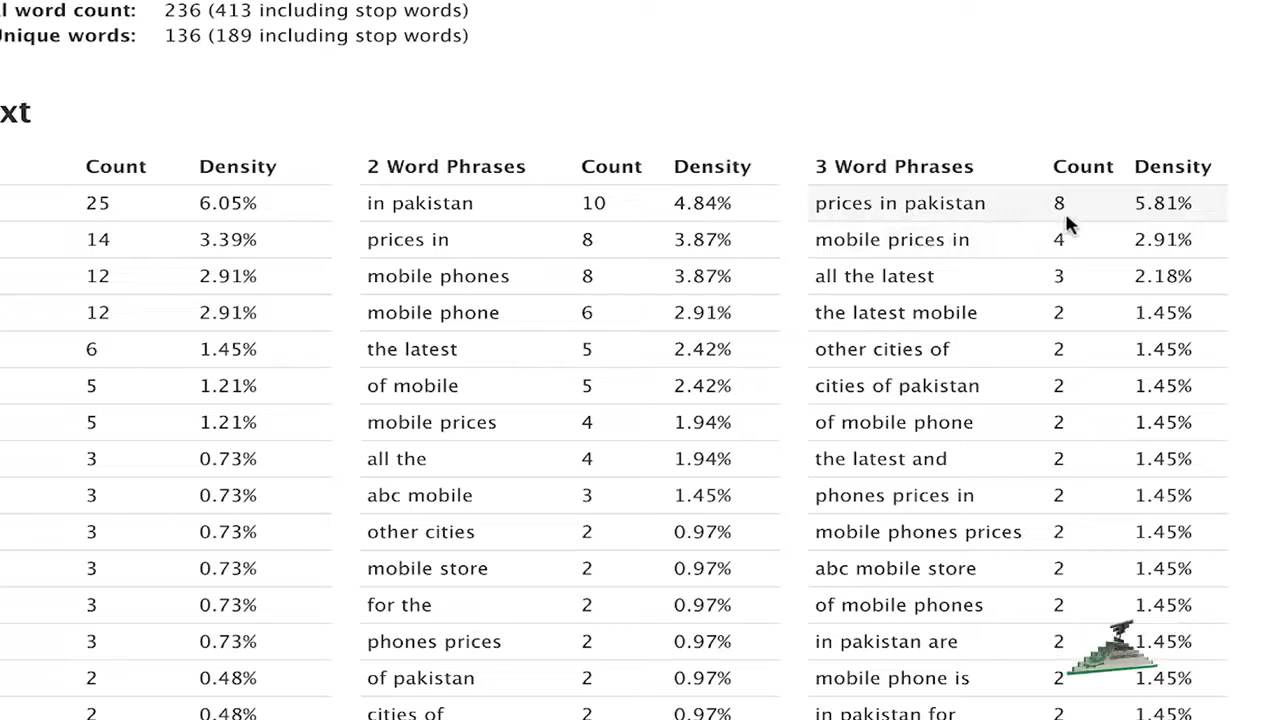 l word count: 236 (413 including stop words)
nique words: 136 (189 including stop words)
xt
Count Density 2 Word Phrases Count Density 3 Word Phrases Count Density
25 6.05% in pakistan 10 4.84% prices in pakistan 8 5.81%
14 3.39% prices in 8 3.87% mobile prices in 4 2.91%
12 2.91% mobile phones 8 3.87% all the latest 3 2.18%
12 2.91% mobile phone 6 2.91% the latest mobile 2 1.45%
6 1.45% the latest 5 2.42% other cities of 2 1.45%
5 1.21% of mobile 5 2.42% cities of pakistan 2 1.45%
5 1.21% mobile prices 4 1.94% of mobile phone 2 1.45%
3 0.73% all the 4 1.94% the latest and 2 1.45%
3 0.73% abc mobile 3 1.45% phones prices in 2 1.45%
3 0.73% other cities 2 0.97% mobile phones prices 2 1.45%
3 0.73% mobile store 2 0.97% abc mobile store 2 1.45%
3 0.73% for the 2 0.97% of mobile phones 2 1.45%
3 0.73% phones prices 2 0.97% in pakistan are 2 1.45%
2 0.48% of pakistan 2 0.97% mobile phone is 2 1.45%
2 0.48% cities of 2 0.97% in pakistan for 2 1.45%